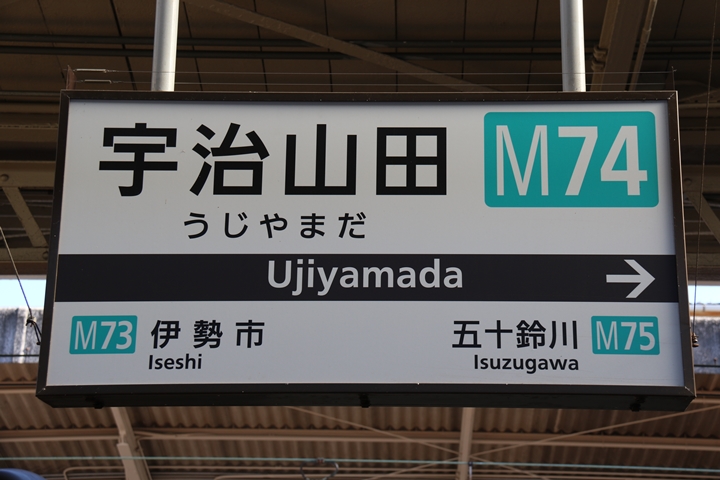 宇治山田 M74
うじやまだ
Ujiyamada →
M73 伊勢市 五十鈴川 M75
Iseshi Isuzugawa